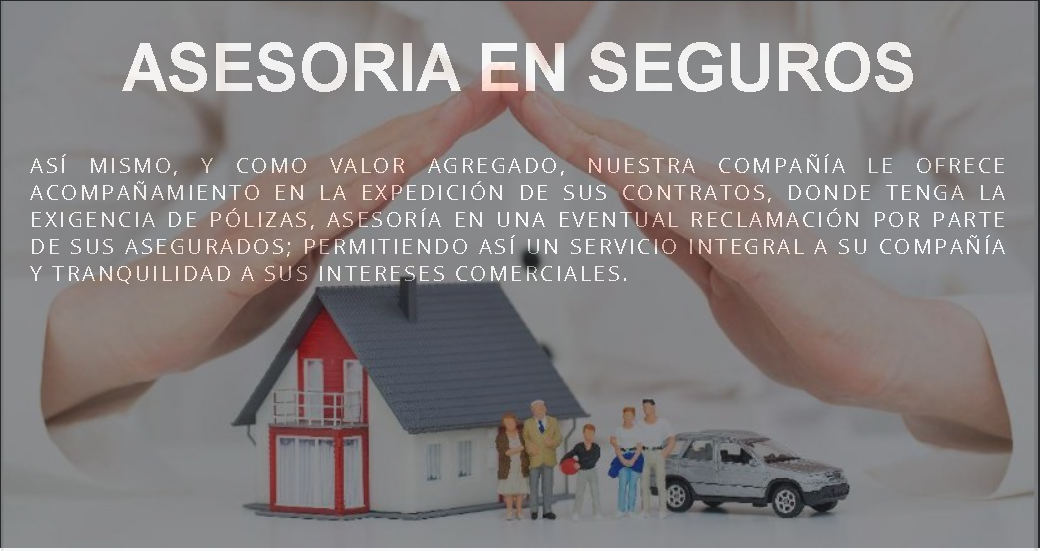 ASESORIA EN SEGUROS
ASÍ MISMO, Y COMO VALOR AGREGADO, NUESTRA COMPAÑÍA LE OFRECE
ACOMPAÑAMIENTO EN LA EXPEDICIÓN DE SUS CONTRATOS, DONDE TENGA LA
EXIGENCIA DE PÓLIZAS, ASESORÍA EN UNA EVENTUAL RECLAMACIÓN POR PARTE
DE SUS ASEGURADOS; PERMITIENDO ASÍ UN SERVICIO INTEGRAL A SU COMPAÑÍA
Y TRANQUILIDAD A SUS INTERESES COMERCIALES.